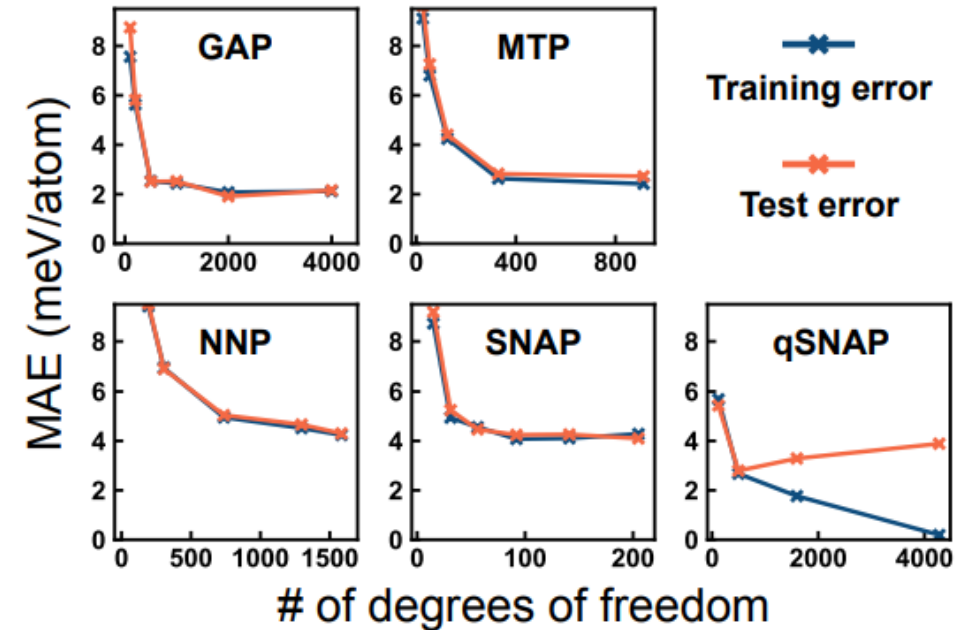 MAE (meV/atom)
GAP
8
6
4
2
0
0 2000 4000
MTP
8
6
4
2
0
0 400 800
Training error
Test error
NNP
8
6
4
2
0
0 500 1000 1500
SNAP
8
6
4
2
0
0 100 200
qSNAP
8
6
4
2
0
0 2000 4000
# of degrees of freedom